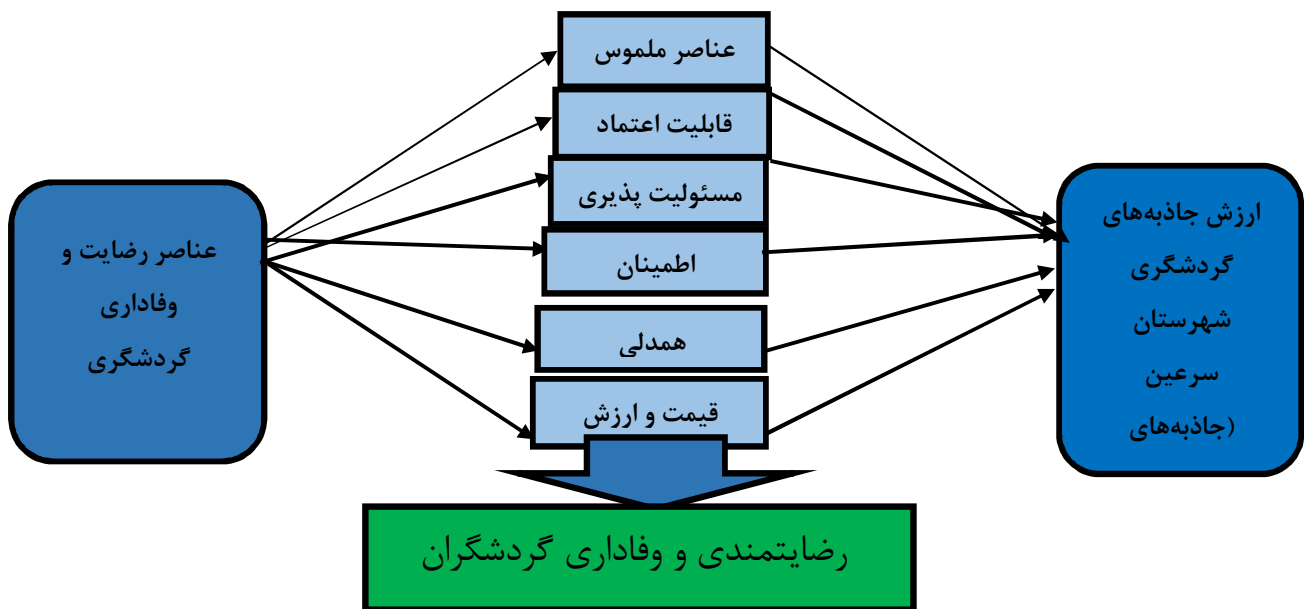 عناصر ملموس
قابلیت اعتماد
مسئولیت پذیری
اطمینان
همدلی
قیمت و ارزش
عناصر رضایت و
وفاداری
گردشگری
ارزش جاذبه‌های
گردشگری
شهرستان
سرعین
(جاذبه‌های
رضایتمندی و وفاداری گردشگران